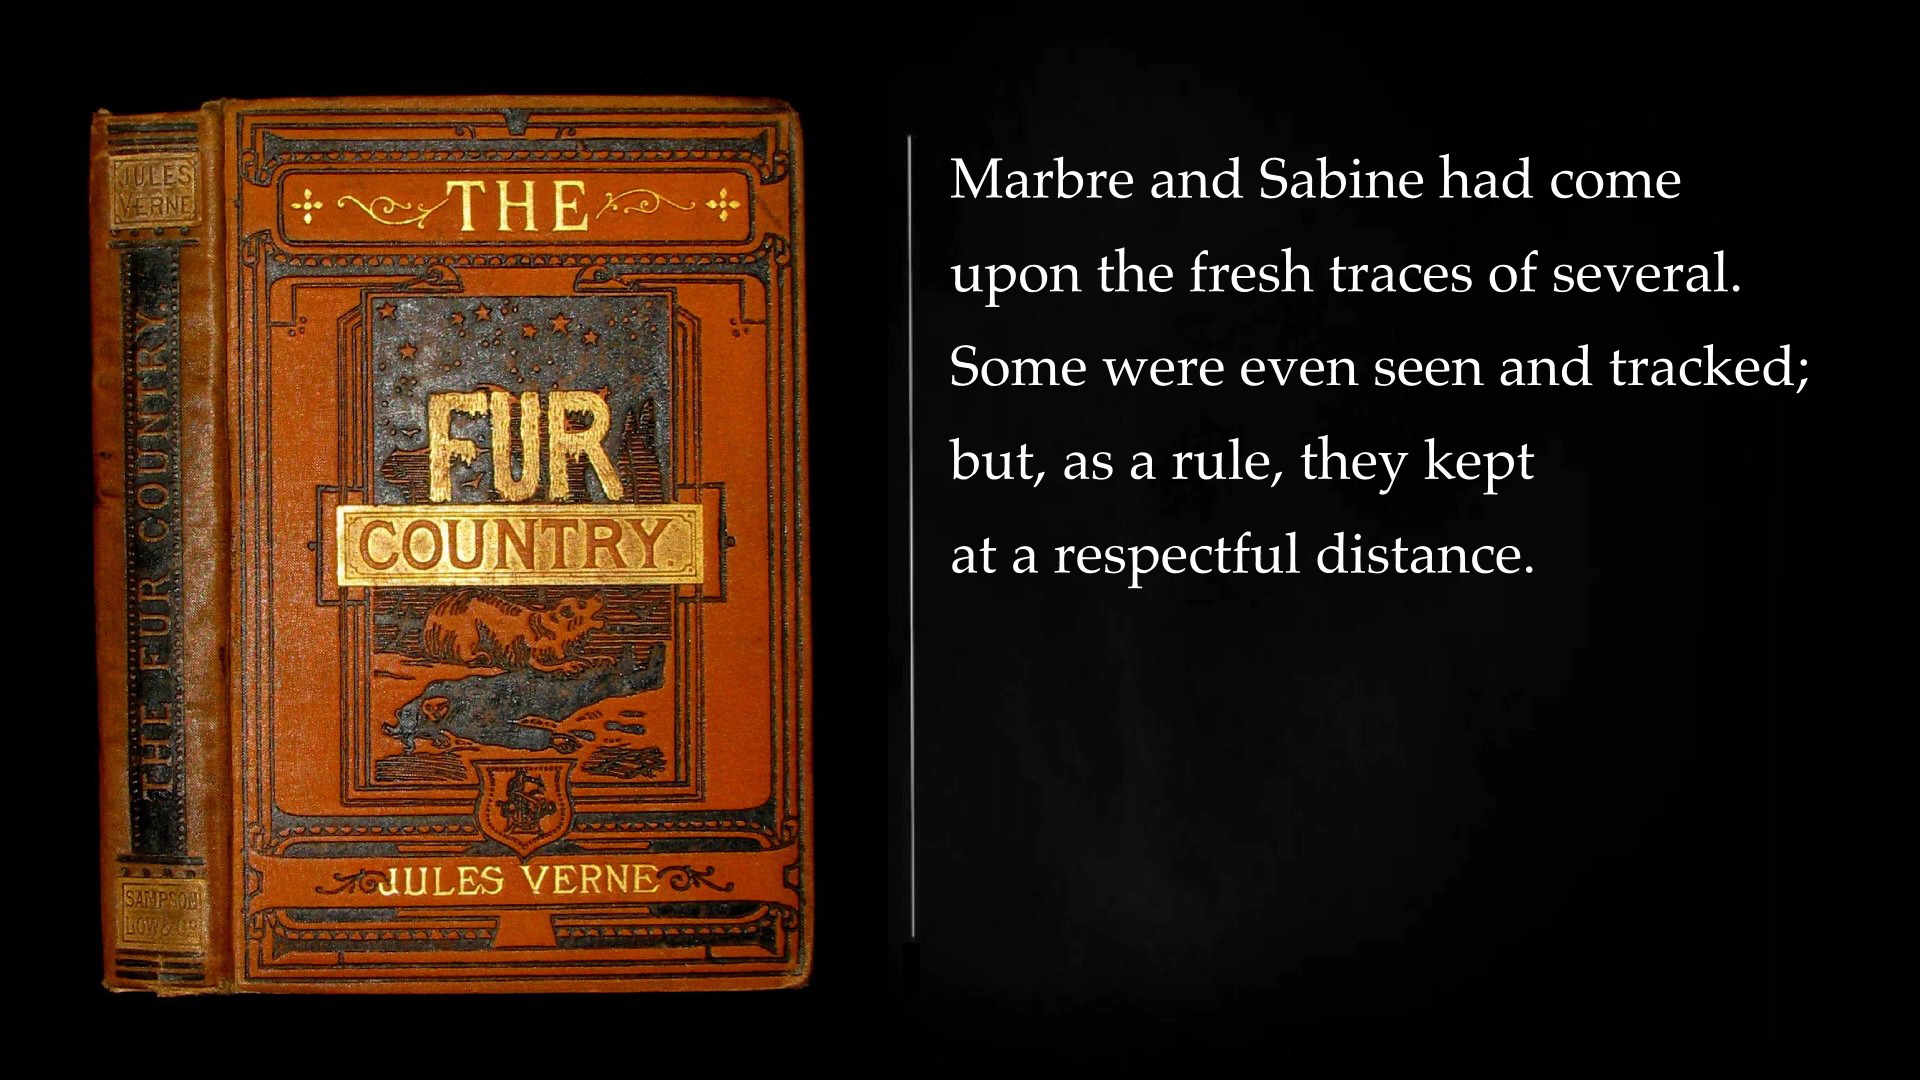 JULES
VERNE
THE FUR COUNTRY.
SAMPSON
LOW & Co
THE
FUR
COUNTRY.
JULES VERNE
Marbre and Sabine had come
upon the fresh traces of several.
Some were even seen and tracked;
but, as a rule, they kept
at a respectful distance.